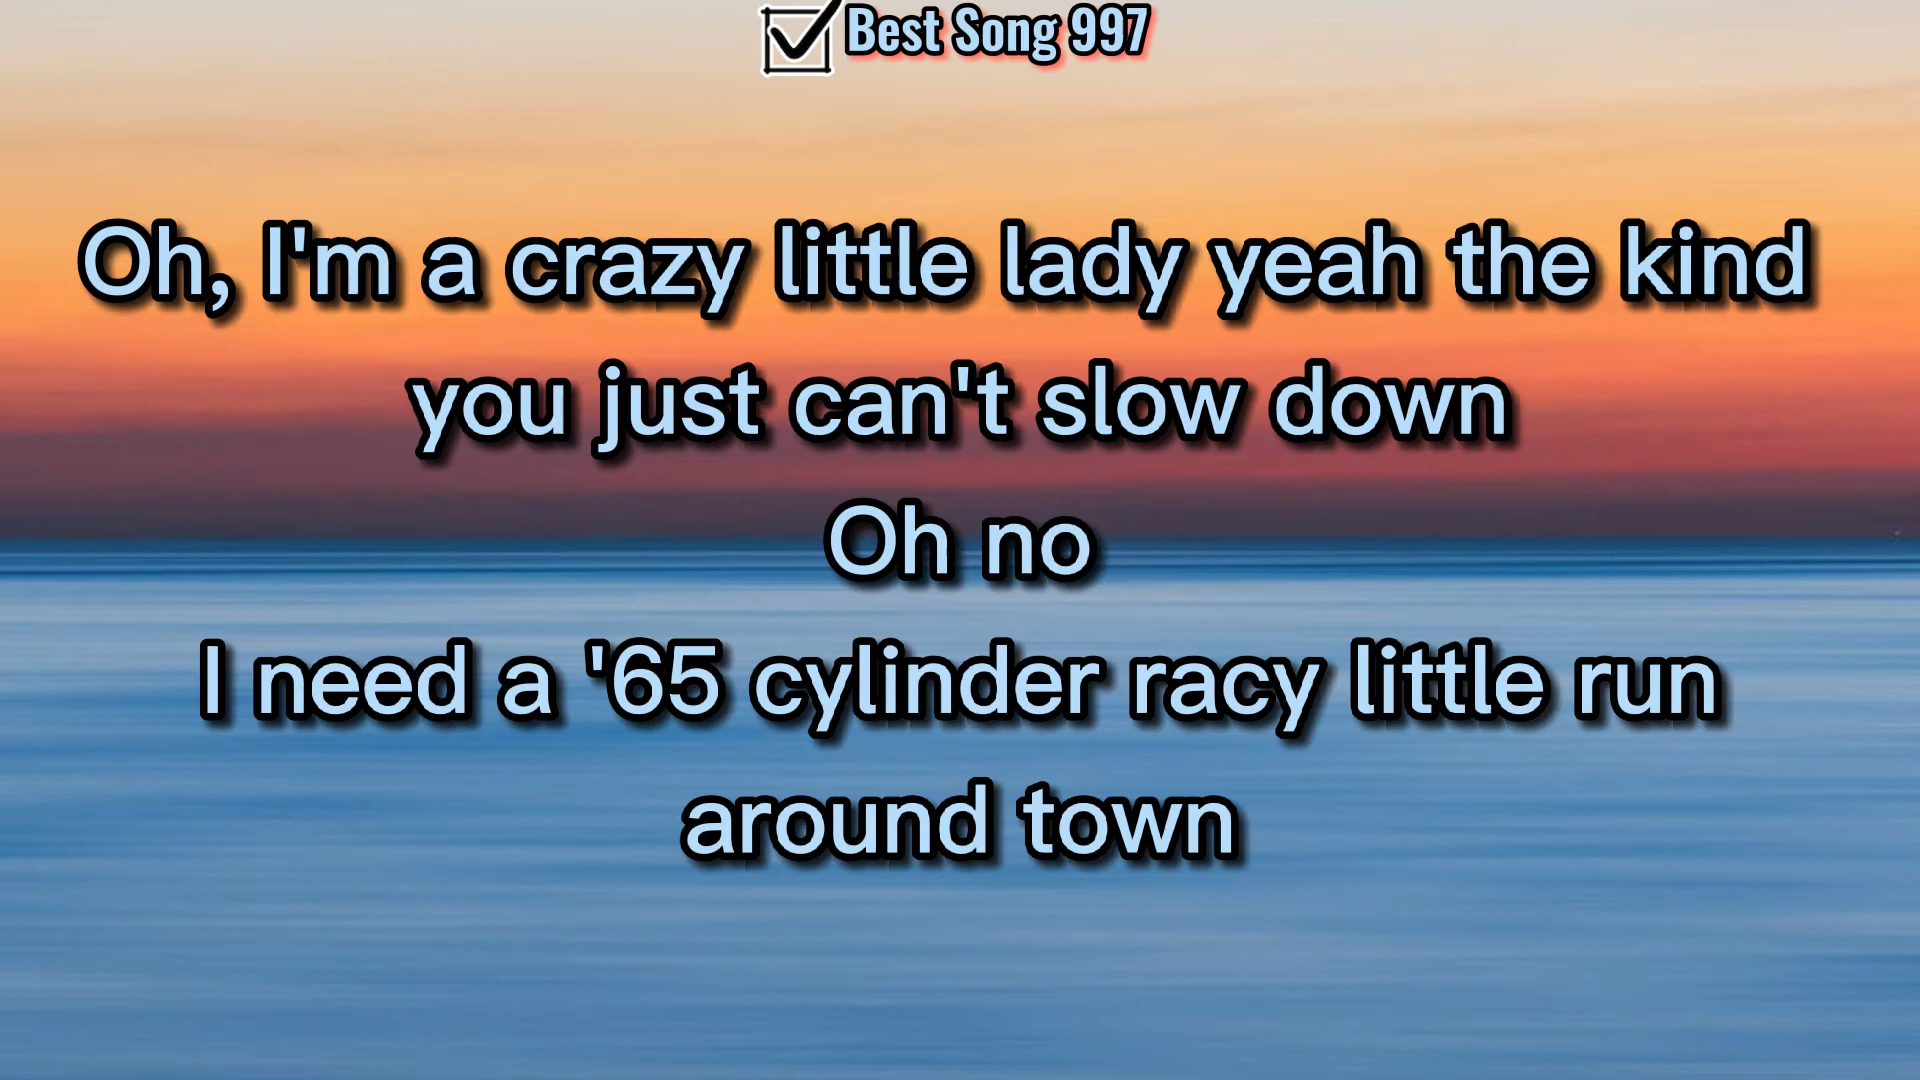 Best Song 997
Oh, I'm a crazy little lady yeah the kind
you just can't slow down
Oh no
I need a '65 cylinder racy little run
around town